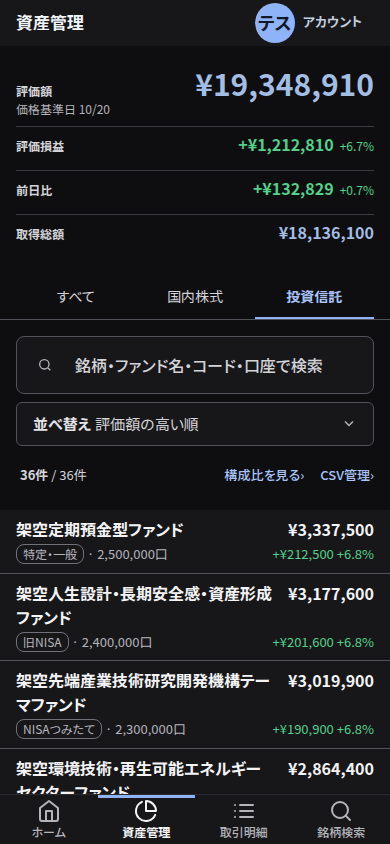 資産管理
テス アカウント
評価額 ¥19,348,910
価格基準日 10/20
評価損益 +¥1,212,810 +6.7%
前日比 +¥132,829 +0.7%
取得総額 ¥18,136,100
すべて 国内株式 投資信託
銘柄・ファンド名・コード・口座で検索
並べ替え 評価額の高い順
36件 / 36件 構成比を見る› CSV管理›
架空定期預金型ファンド ¥3,337,500
特定・一般 · 2,500,000口 +¥212,500 +6.8%
架空人生設計・長期安全感・資産形成 ¥3,177,600
ファンド
旧NISA · 2,400,000口 +¥201,600 +6.8%
架空先端産業技術研究開発機構テー ¥3,019,900
マファンド
NISAつみたて · 2,300,000口 +¥190,900 +6.8%
架空環境技術・再生可能エネルギー ¥2,864,400
セクターファンド
ホーム 資産管理 取引明細 銘柄検索